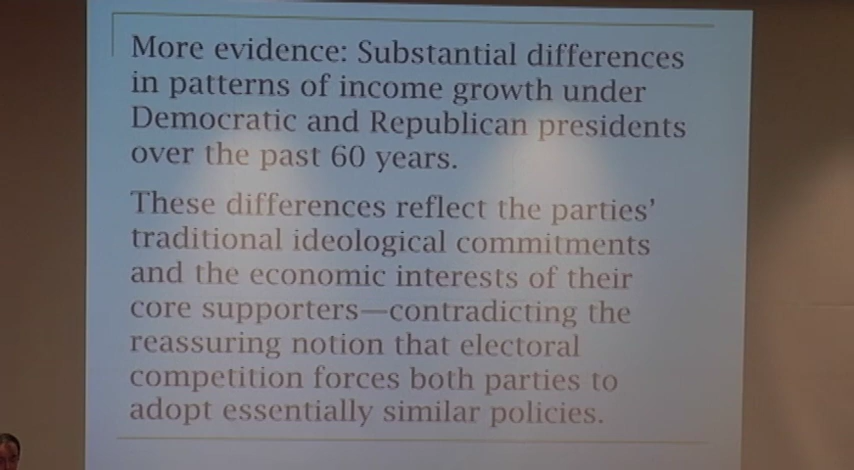 More evidence: Substantial differences
in patterns of income growth under
Democratic and Republican presidents
over the past 60 years.
These differences reflect the parties’
traditional ideological commitments
and the economic interests of their
core supporters—contradicting the
reassuring notion that electoral
competition forces both parties to
adopt essentially similar policies.